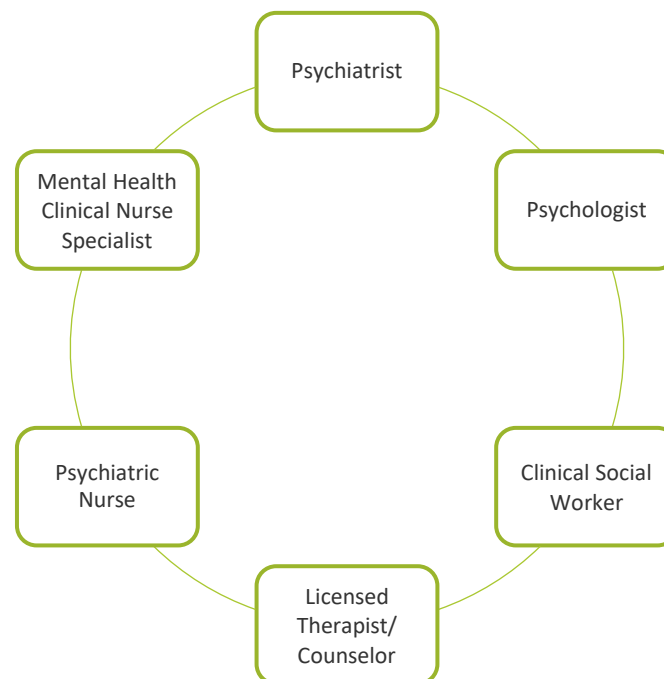 Psychiatrist
Psychologist
Clinical Social
Worker
Licensed
Therapist/
Counselor
Psychiatric
Nurse
Mental Health
Clinical Nurse
Specialist